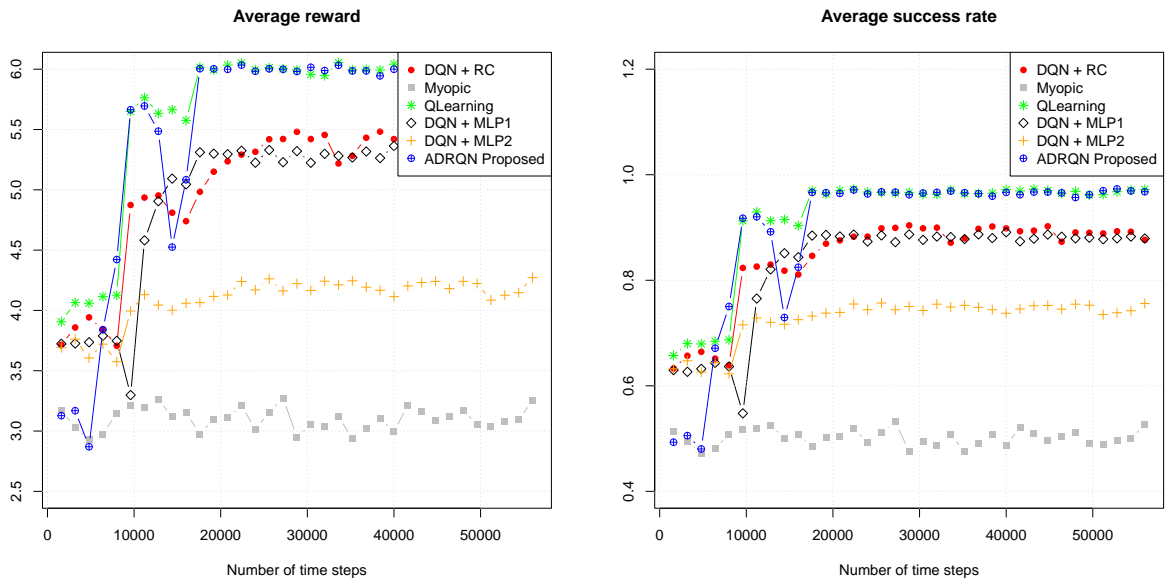 Average reward
6.0
5.5
5.0
4.5
4.0
3.5
3.0
2.5
DQN + RC
Myopic
QLearning
DQN + MLP1
DQN + MLP2
ADRQN Proposed
0 10000 20000 30000 40000 50000
Number of time steps
Average success rate
1.2
1.0
0.8
0.6
0.4
DQN + RC
Myopic
QLearning
DQN + MLP1
DQN + MLP2
ADRQN Proposed
0 10000 20000 30000 40000 50000
Number of time steps